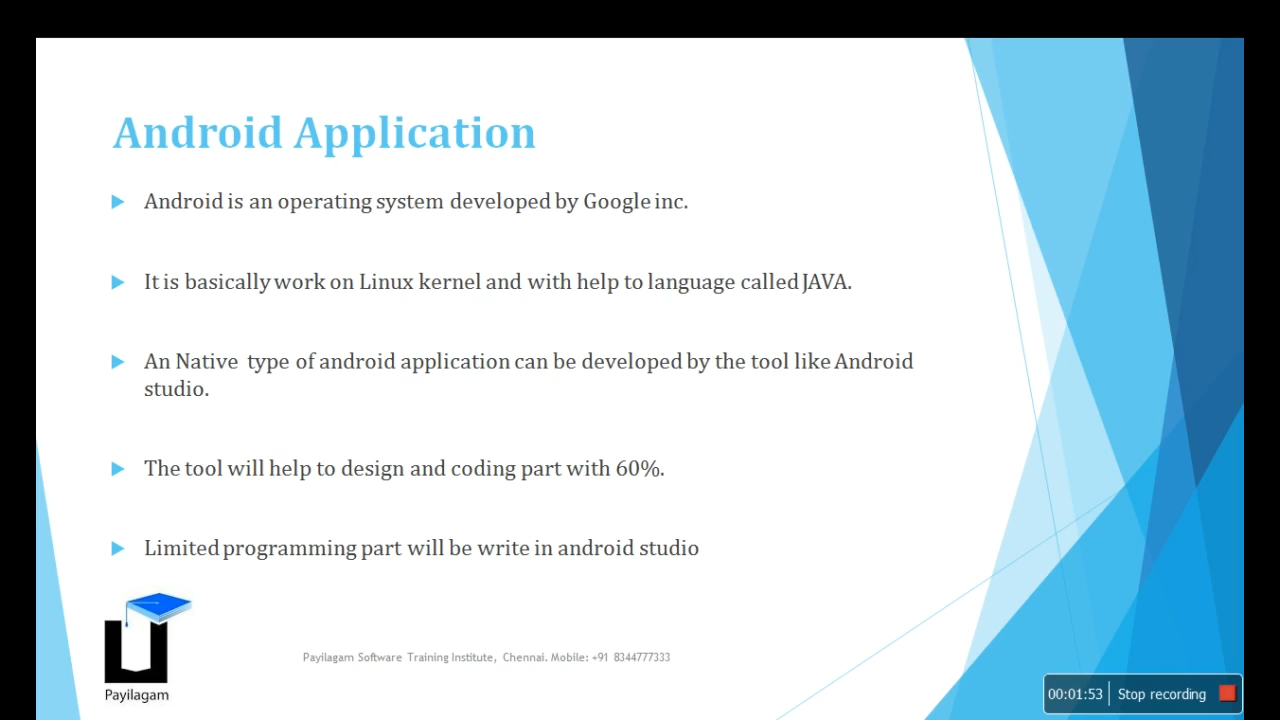 Android Application
Android is an operating system developed by Google inc.
It is basically work on Linux kernel and with help to language called JAVA.
An Native type of android application can be developed by the tool like Android
studio.
The tool will help to design and coding part with 60%.
Limited programming part will be write in android studio
Payilagam Software Training Institute, Chennai. Mobile: +91 8344777333
Payilagam
00:01:53 Stop recording